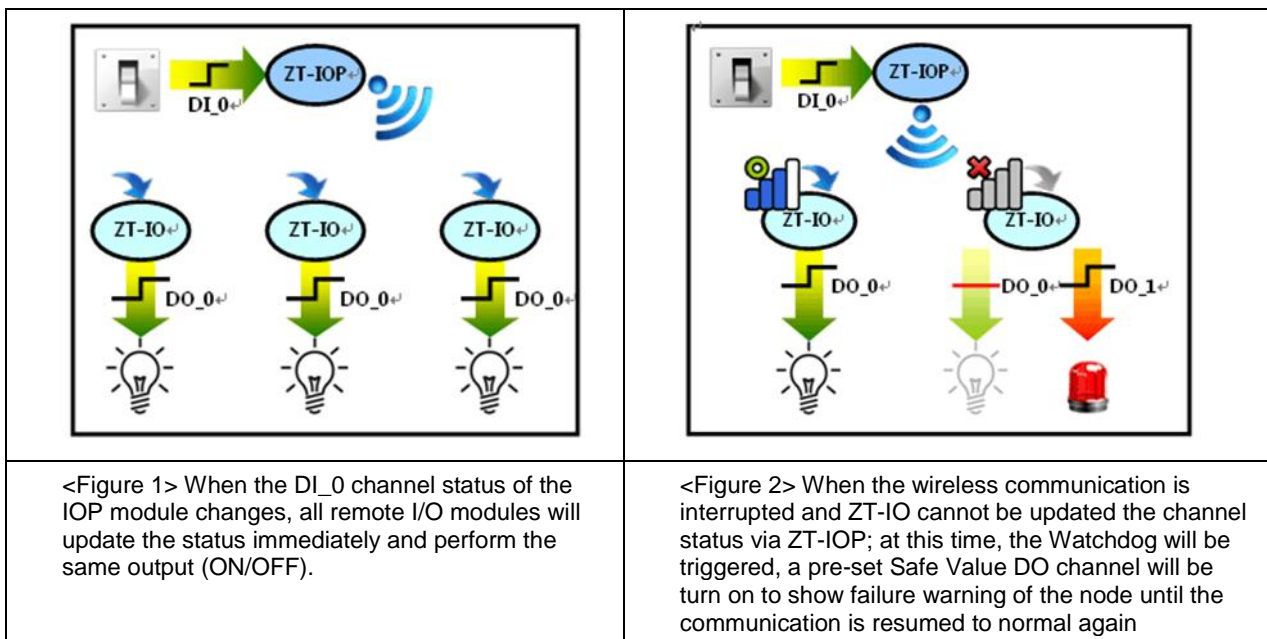 ZT-IOP
DI_0
ZT-IO ZT-IO ZT-IO
DO_0 DO_0 DO_0
<Figure 1> When the DI_0 channel status of the
IOP module changes, all remote I/O modules will
update the status immediately and perform the
same output (ON/OFF).
ZT-IOP
DI_0
ZT-IO ZT-IO
DO_0 DO_0 DO_1
<Figure 2> When the wireless communication is
interrupted and ZT-IO cannot be updated the channel
status via ZT-IOP; at this time, the Watchdog will be
triggered, a pre-set Safe Value DO channel will be
turn on to show failure warning of the node until the
communication is resumed to normal again